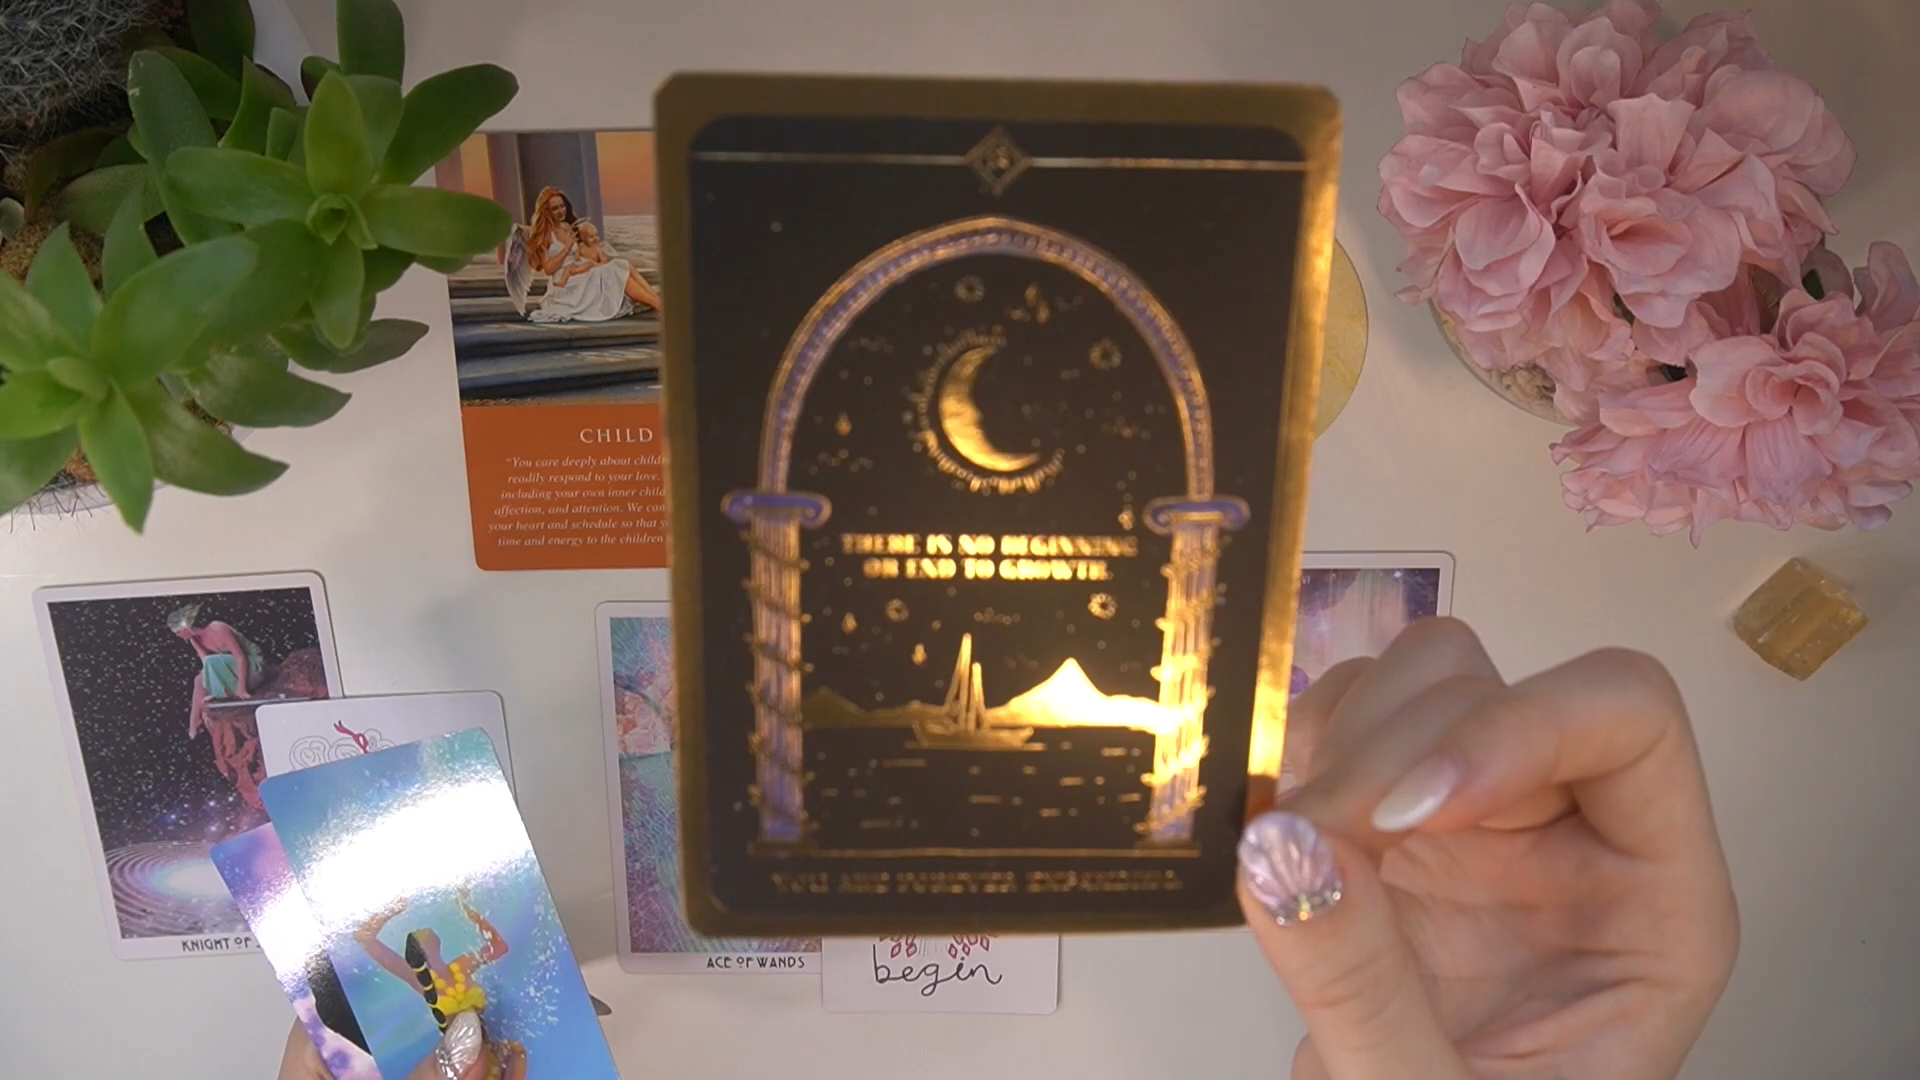 THERE IS NO BEGINNING
OR END TO GROWTH.
YOU ARE FOREVER EXPANDING.
CHILD
"You care deeply about childr
readily respond to your love.
including your own inner child
affection, and attention. We can
your heart and schedule so that y
time and energy to the children
VI
KNIGHT OF
ACE OF WANDS
begin